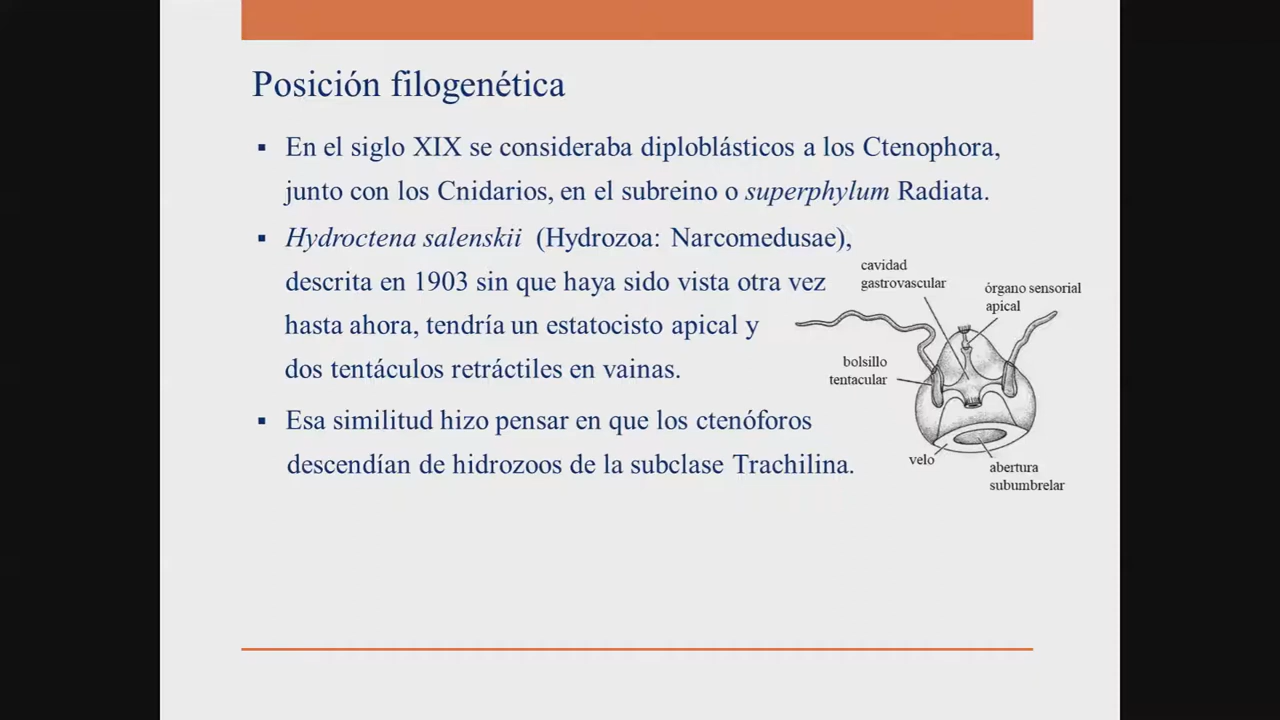 Posición filogenética
▪ En el siglo XIX se consideraba diploblásticos a los Ctenophora,
junto con los Cnidarios, en el subreino o superphylum Radiata.
▪ Hydroctena salenskii (Hydrozoa: Narcomedusae),
descrita en 1903 sin que haya sido vista otra vez
hasta ahora, tendría un estatocisto apical y
dos tentáculos retráctiles en vainas.
▪ Esa similitud hizo pensar en que los ctenóforos
descendían de hidrozoos de la subclase Trachilina.
cavidad
gastrovascular
órgano sensorial
apical
bolsillo
tentacular
velo
abertura
subumbrelar